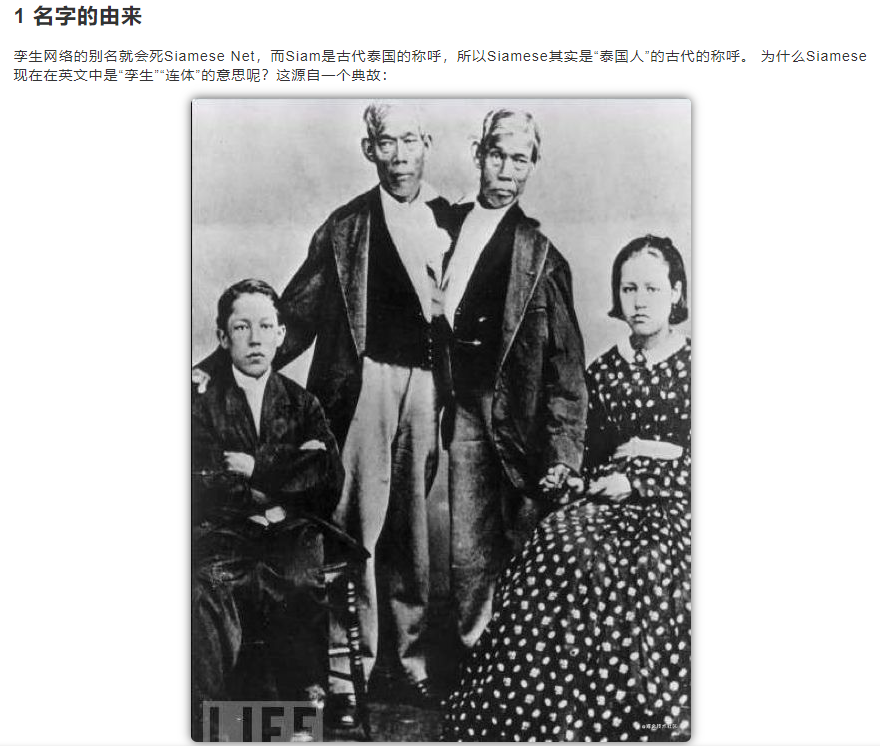 1 名字的由来
孪生网络的别名就会死Siamese Net，而Siam是古代泰国的称呼，所以Siamese其实是“泰国人”的古代的称呼。 为什么Siamese
现在在英文中是“孪生”“连体”的意思呢？这源自一个典故：
LIFE